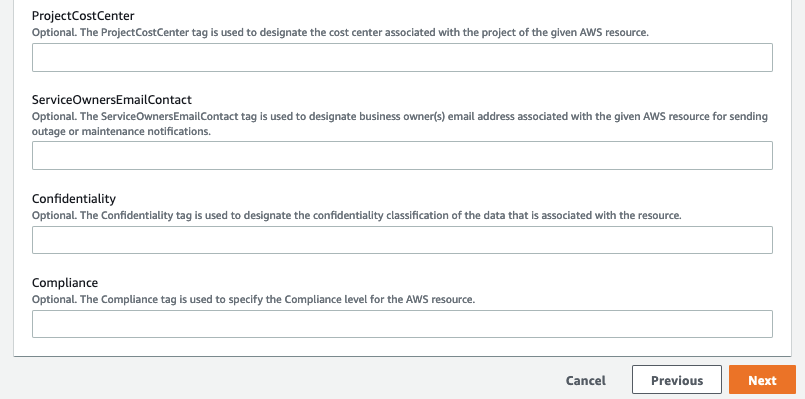 ProjectCostCenter
Optional. The ProjectCostCenter tag is used to designate the cost center associated with the project of the given AWS resource.
ServiceOwnersEmailContact
Optional. The ServiceOwnersEmailContact tag is used to designate business owner(s) email address associated with the given AWS resource for sending
outage or maintenance notifications.
Confidentiality
Optional. The Confidentiality tag is used to designate the confidentiality classification of the data that is associated with the resource.
Compliance
Optional. The Compliance tag is used to specify the Compliance level for the AWS resource.
Cancel Previous Next